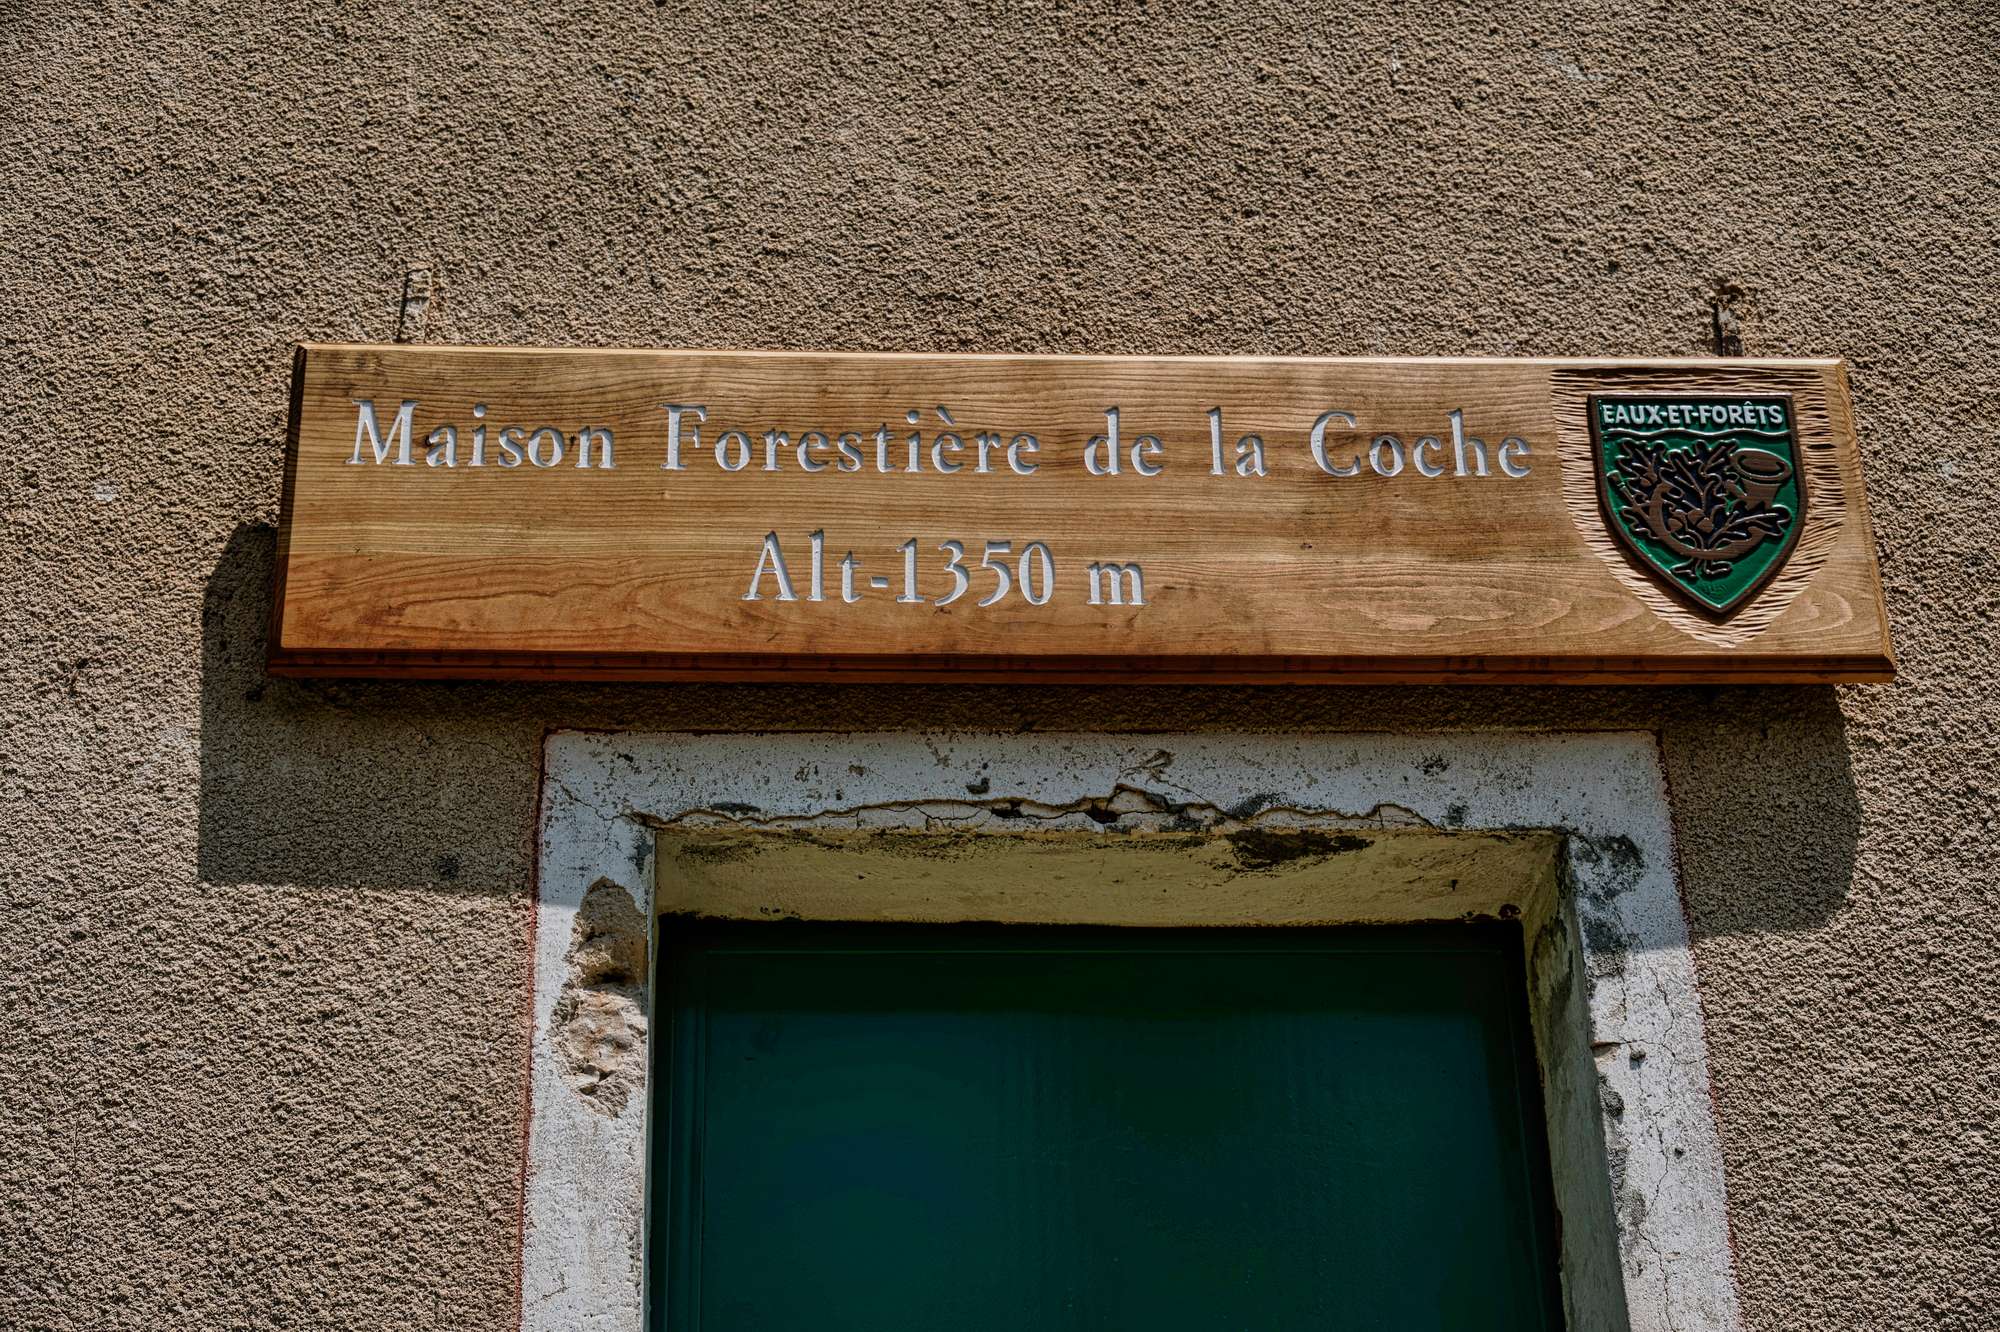 Maison Forestière de la Coche
Alt-1350 m
EAUX-ET-FORÊTS